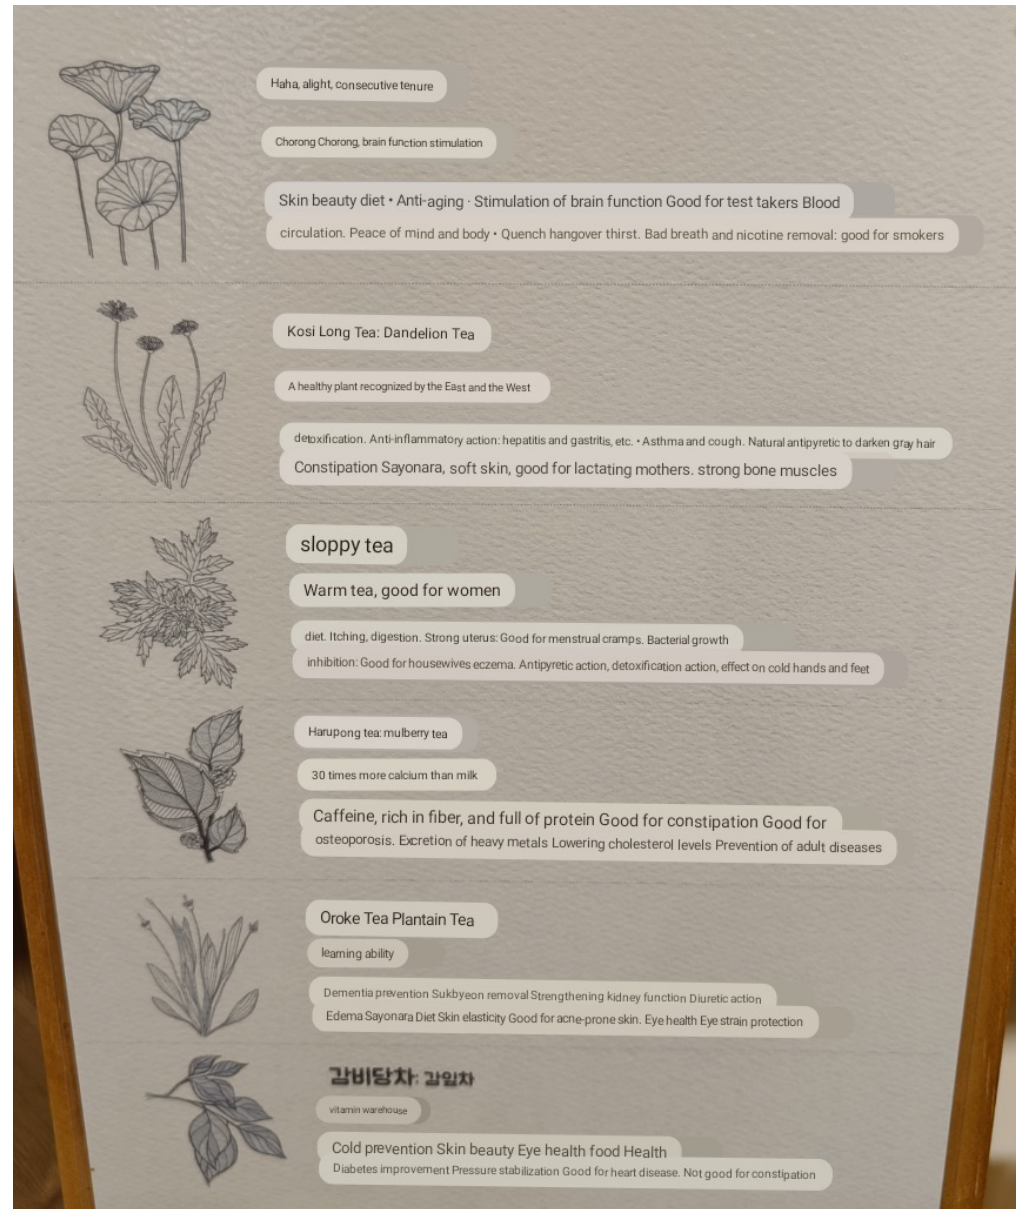 Haha, alight, consecutive tenure
Chorong Chorong, brain function stimulation
Skin beauty diet • Anti-aging · Stimulation of brain function Good for test takers Blood
circulation. Peace of mind and body • Quench hangover thirst. Bad breath and nicotine removal: good for smokers
Kosi Long Tea: Dandelion Tea
A healthy plant recognized by the East and the West
detoxification. Anti-inflammatory action: hepatitis and gastritis, etc. • Asthma and cough. Natural antipyretic to darken gray hair
Constipation Sayonara, soft skin, good for lactating mothers. strong bone muscles
sloppy tea
Warm tea, good for women
diet. Itching, digestion. Strong uterus: Good for menstrual cramps. Bacterial growth
inhibition: Good for housewives eczema. Antipyretic action, detoxification action, effect on cold hands and feet
Harupong tea: mulberry tea
30 times more calcium than milk
Caffeine, rich in fiber, and full of protein Good for constipation Good for
osteoporosis. Excretion of heavy metals Lowering cholesterol levels Prevention of adult diseases
Oroke Tea Plantain Tea
learning ability
Dementia prevention Sukbyeon removal Strengthening kidney function Diuretic action
Edema Sayonara Diet Skin elasticity Good for acne-prone skin. Eye health Eye strain protection
감비당차: 감잎차
vitamin warehouse
Cold prevention Skin beauty Eye health food Health
Diabetes improvement Pressure stabilization Good for heart disease. Not good for constipation